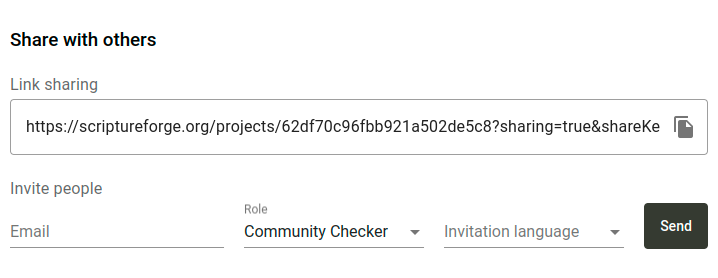 Share with others
Link sharing
https://scriptureforge.org/projects/62df70c96fbb921a502de5c8?sharing=true&shareKe
Invite people
Role
Email
Community Checker
Invitation language
Send